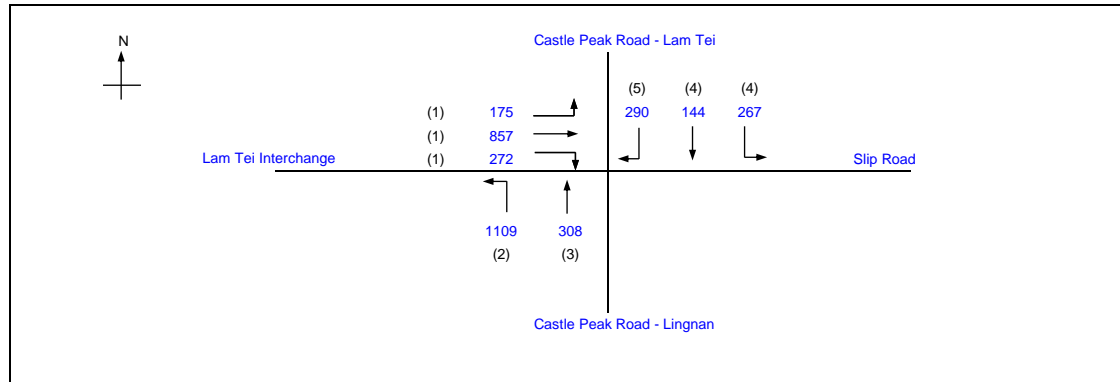 Castle Peak Road - Lam Tei
N
(5) (4) (4)
(1) 175 290 144 267
(1) 857
Lam Tei Interchange (1) 272 Slip Road
1109 308
(2) (3)
Castle Peak Road - Lingnan